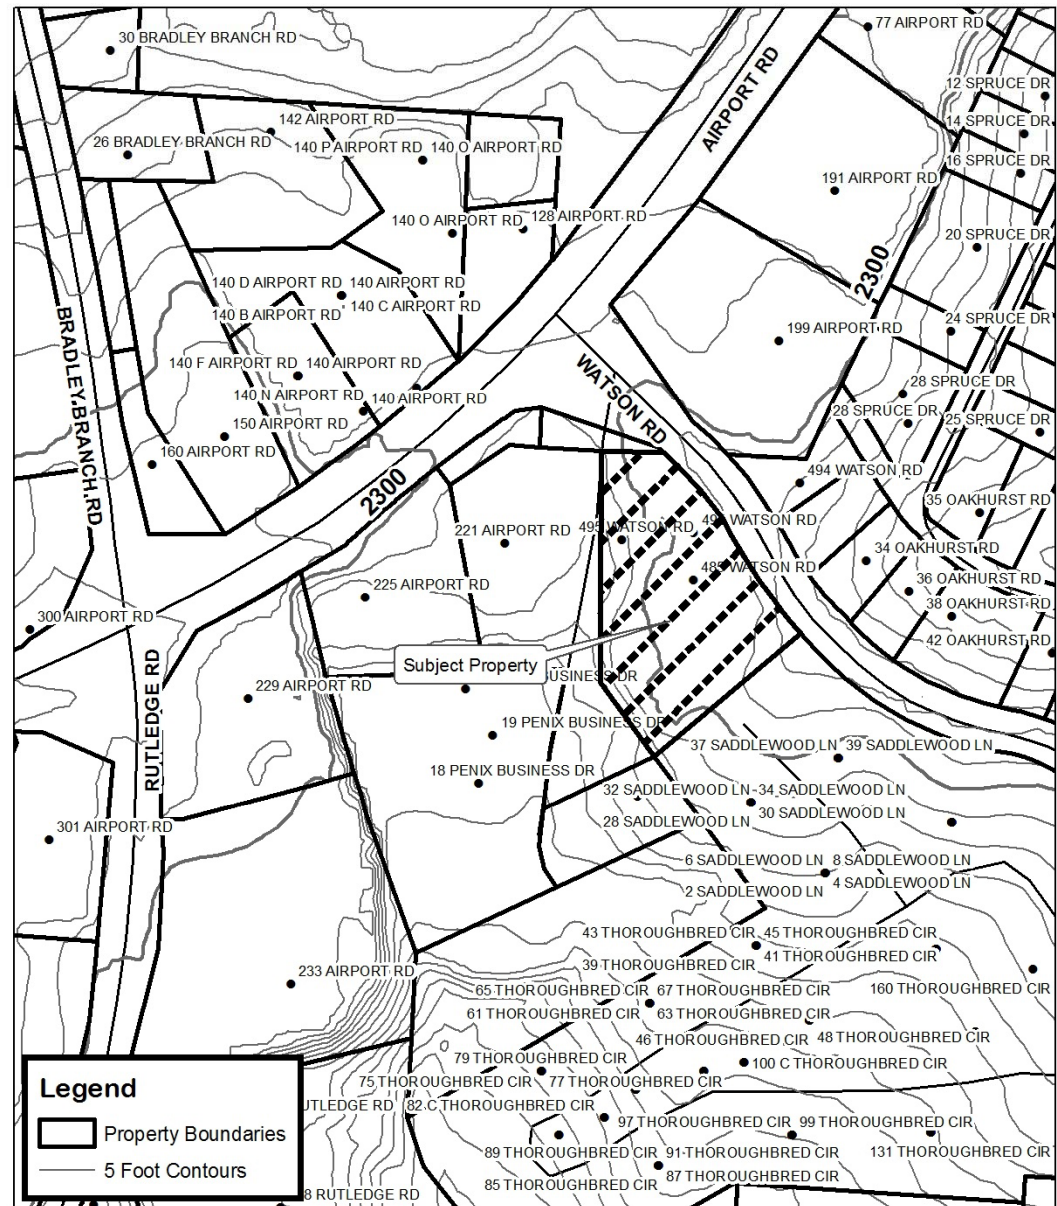 77 AIRPORT RD
30 BRADLEY BRANCH RD
AIRPORT RD
12 SPRUCE DR
142 AIRPORT RD
14 SPRUCE DR
26 BRADLEY BRANCH RD
140 P AIRPORT RD
140 O AIRPORT RD
16 SPRUCE DR
191 AIRPORT RD
140 O AIRPORT RD
128 AIRPORT RD
20 SPRUCE DR
2300
140 D AIRPORT RD
140 AIRPORT RD
140 C AIRPORT RD
140 B AIRPORT RD
24 SPRUCE DR
199 AIRPORT RD
BRADLEY BRANCH RD
WATSON RD
140 F AIRPORT RD
140 AIRPORT RD
28 SPRUCE DR
140 N AIRPORT RD
140 AIRPORT RD
28 SPRUCE DR
25 SPRUCE DR
150 AIRPORT RD
160 AIRPORT RD
494 WATSON RD
2300
35 OAKHURST RD
221 AIRPORT RD
495 WATSON RD
WATSON RD
34 OAKHURST RD
485 WATSON RD
225 AIRPORT RD
36 OAKHURST RD
38 OAKHURST RD
300 AIRPORT RD
42 OAKHURST RD
Subject Property
BUSINESS DR
229 AIRPORT RD
RUTLEDGE RD
19 PENIX BUSINESS DR
37 SADDLEWOOD LN
39 SADDLEWOOD LN
18 PENIX BUSINESS DR
32 SADDLEWOOD LN
34 SADDLEWOOD LN
30 SADDLEWOOD LN
28 SADDLEWOOD LN
301 AIRPORT RD
6 SADDLEWOOD LN
8 SADDLEWOOD LN
2 SADDLEWOOD LN
4 SADDLEWOOD LN
43 THOROUGHBRED CIR
45 THOROUGHBRED CIR
41 THOROUGHBRED CIR
39 THOROUGHBRED CIR
233 AIRPORT RD
65 THOROUGHBRED CIR
67 THOROUGHBRED CIR
160 THOROUGHBRED CIR
61 THOROUGHBRED CIR
63 THOROUGHBRED CIR
46 THOROUGHBRED CIR
48 THOROUGHBRED CIR
79 THOROUGHBRED CIR
100 C THOROUGHBRED CIR
75 THOROUGHBRED CIR
77 THOROUGHBRED CIR
UTLEDGE RD
82 C THOROUGHBRED CIR
97 THOROUGHBRED CIR
99 THOROUGHBRED CIR
89 THOROUGHBRED CIR
91 THOROUGHBRED CIR
131 THOROUGHBRED CIR
85 THOROUGHBRED CIR
87 THOROUGHBRED CIR
8 RUTLEDGE RD
Legend
Property Boundaries
5 Foot Contours